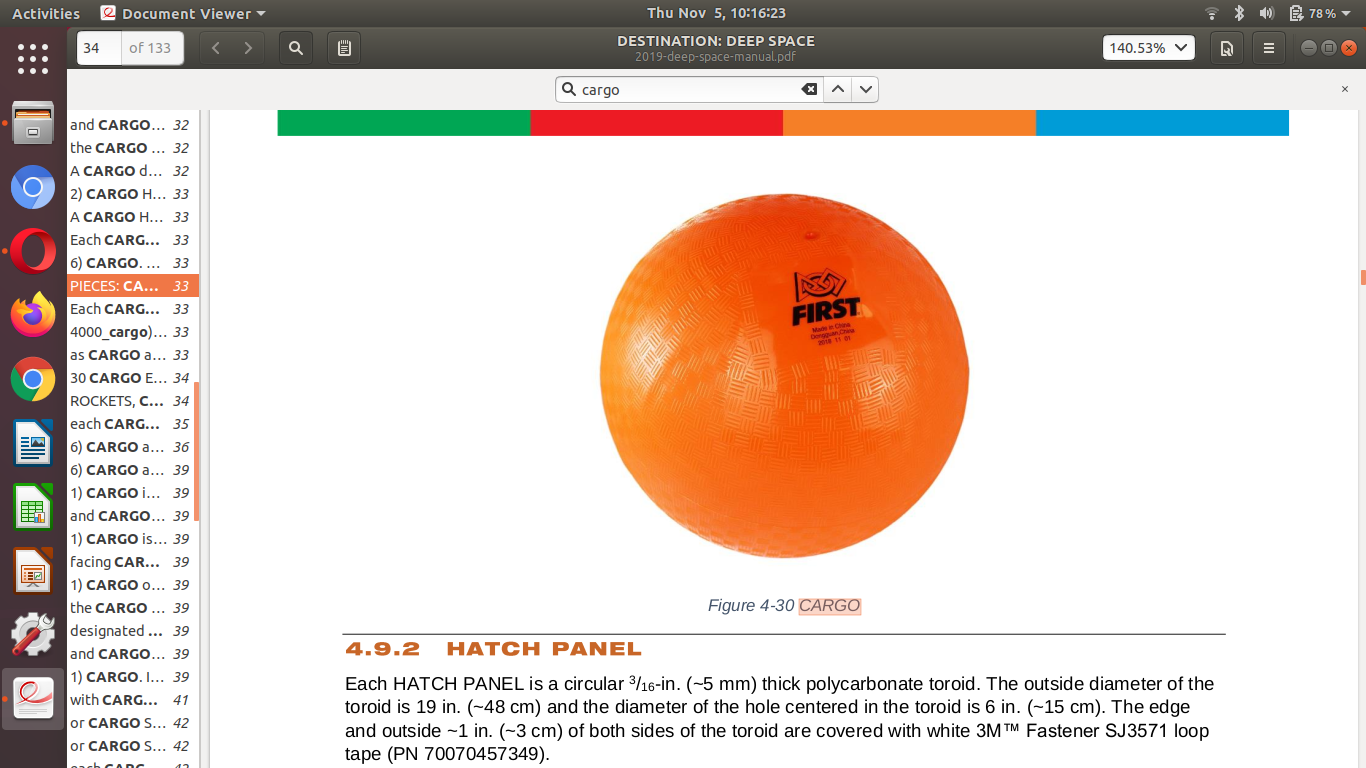 Activities Document Viewer Thu Nov 5, 10:16:23 78 %
34 of 133 DESTINATION: DEEP SPACE 140.53%
2019-deep-space-manual.pdf
cargo
and CARGO… 32
the CARGO … 32
A CARGO d… 32
2) CARGO H… 33
A CARGO H… 33
Each CARG… 33
6) CARGO. … 33
PIECES: CA… 33
Each CARG… 33
4000_cargo)… 33
as CARGO a… 33
30 CARGO E… 34
ROCKETS, C… 34
each CARG… 35
6) CARGO a… 36
6) CARGO a… 39
1) CARGO i… 39
and CARGO… 39
1) CARGO is… 39
facing CAR… 39
1) CARGO o… 39
the CARGO … 39
designated … 39
and CARGO… 39
1) CARGO. I… 39
with CARG… 41
or CARGO S… 42
or CARGO S… 42
each CARG… 42
FIRST
Made in China
Dongguan,China
2018 11 01
Figure 4-30 CARGO
4.9.2 HATCH PANEL
Each HATCH PANEL is a circular 3/16-in. (~5 mm) thick polycarbonate toroid. The outside diameter of the
toroid is 19 in. (~48 cm) and the diameter of the hole centered in the toroid is 6 in. (~15 cm). The edge
and outside ~1 in. (~3 cm) of both sides of the toroid are covered with white 3M™ Fastener SJ3571 loop
tape (PN 70070457349).